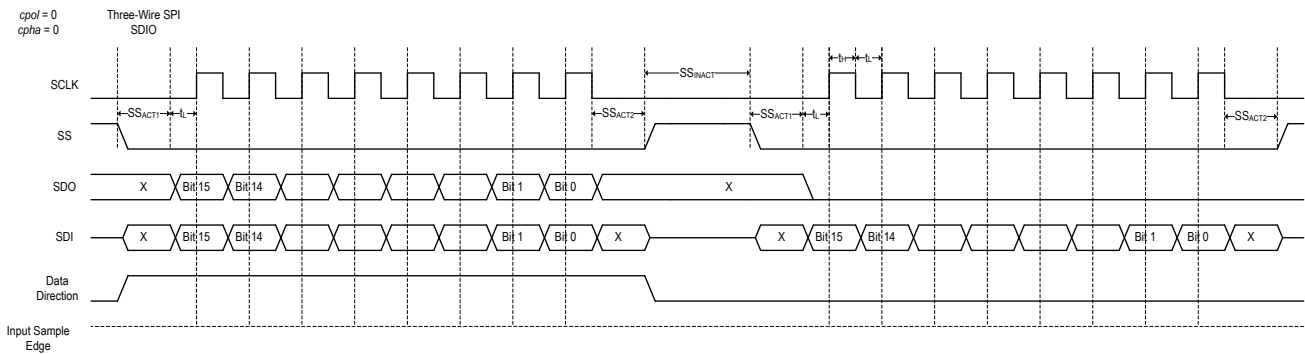 cpol = 0 Three-Wire SPI
cpha = 0 SDIO
SCLK
tH tL
SSINACT
SSACT1 tL SSACT2 SSACT1 tL SSACT2
SS
SDO X Bit 15 Bit 14 Bit 1 Bit 0 X
SDI X Bit 15 Bit 14 Bit 1 Bit 0 X X Bit 15 Bit 14 Bit 1 Bit 0 X
Data
Direction
Input Sample
Edge